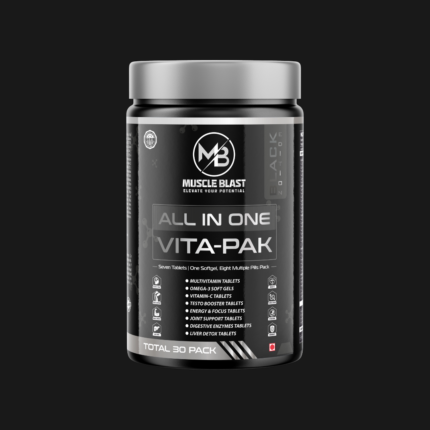 MB
MUSCLE BLAST
ELEVATE YOUR POTENTIAL
BLACK
ALL IN ONE
VITA-PAK
Seven Tablets | One Softgel, Eight Multiple Pills Pack
MULTIVITAMIN TABLETS
OMEGA-3 SOFT GELS
VITAMIN-C TABLETS
TESTO BOOSTER TABLETS
ENERGY & FOCUS TABLETS
JOINT SUPPORT TABLETS
DIGESTIVE ENZYMES TABLETS
LIVER DETOX TABLETS
TOTAL 30 PACK